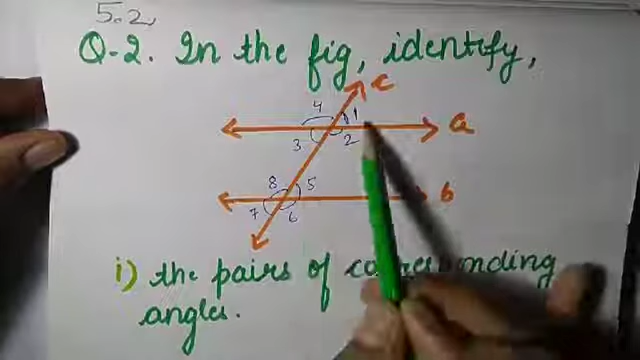 5.2
Q-2. In the fig, identify,
c
4 1
a
3 2
8 5
b
7 6
i) the pairs of corresponding
angles.